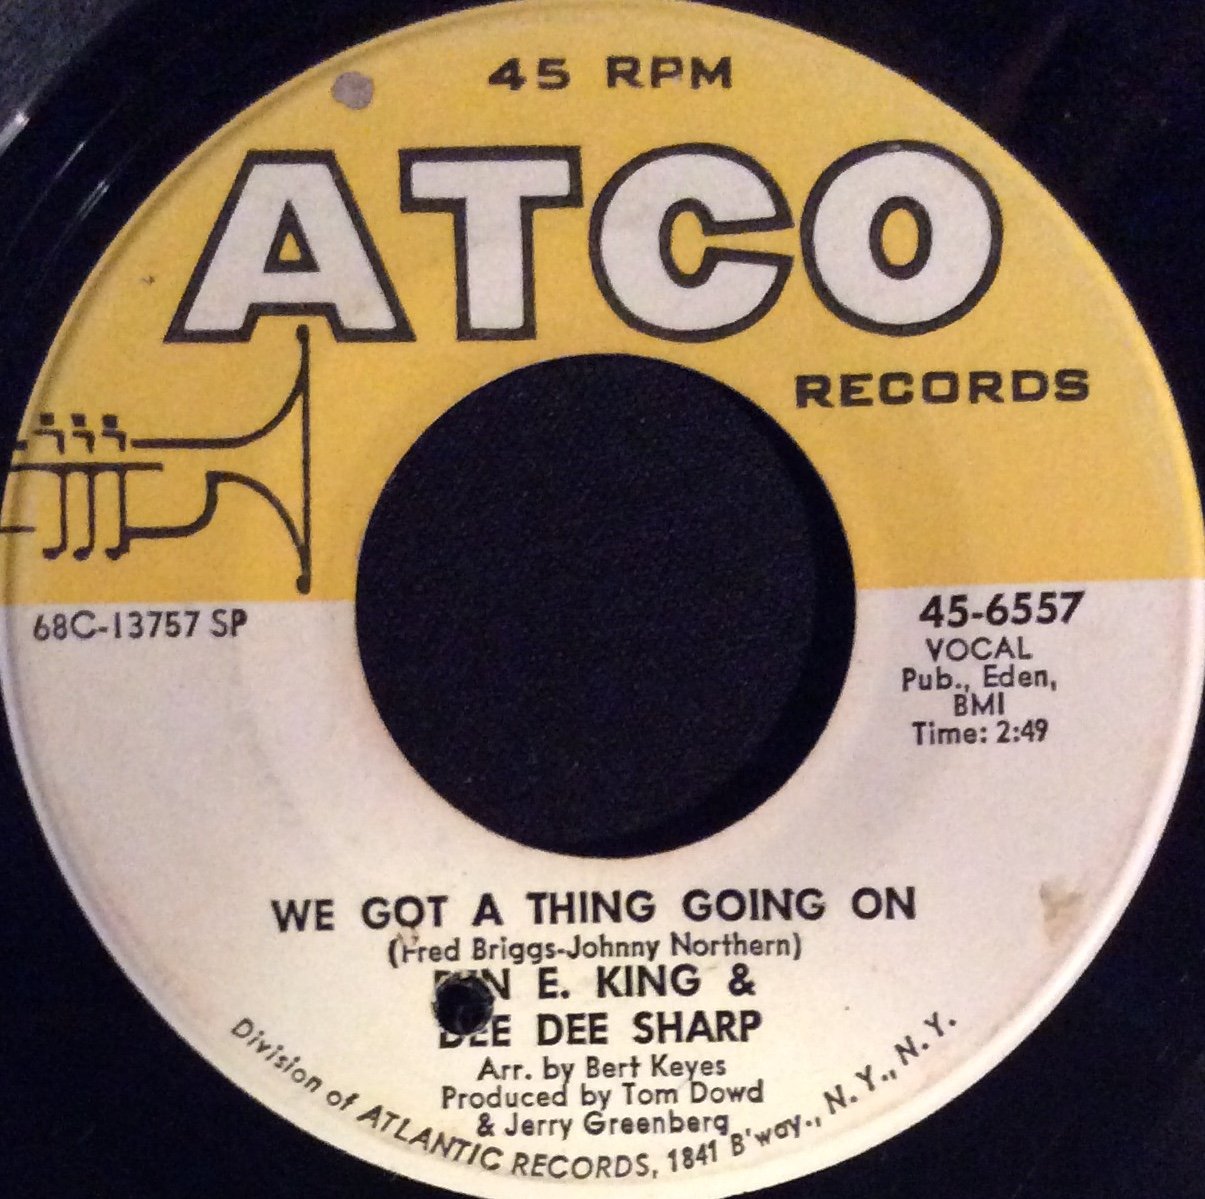 45 RPM
ATCO
RECORDS
68C-13757 SP
45-6557
VOCAL
Pub., Eden,
BMI
Time: 2:49
WE GOT A THING GOING ON
(Fred Briggs-Johnny Northern)
E. KING &
DEE DEE SHARP
Arr. by Bert Keyes
Produced by Tom Dowd
& Jerry Greenberg
Division of ATLANTIC RECORDS, 1841 B'way., N. Y., N. Y.